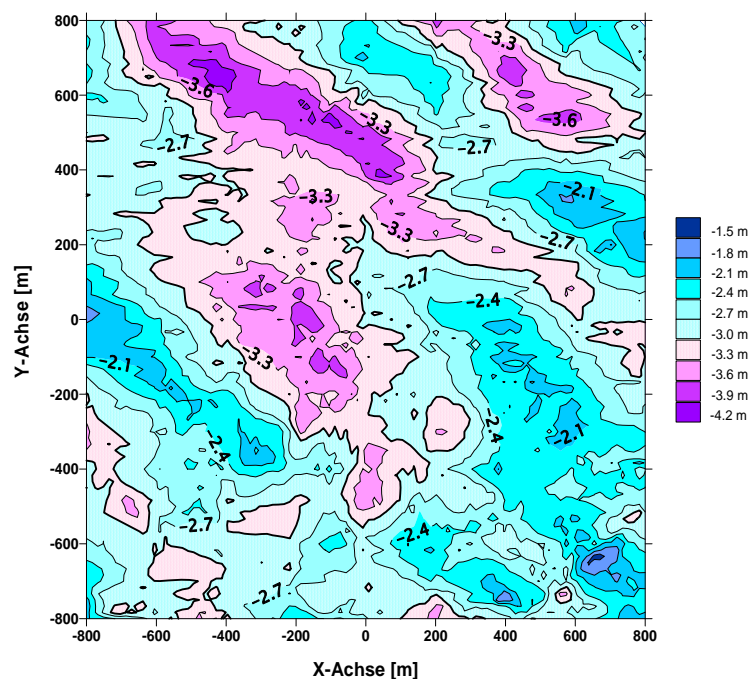 800
600
400
200
0
-200
-400
-600
-800
-800 -600 -400 -200 0 200 400 600 800
Y-Achse [m]
X-Achse [m]
-3.3
-3.6
-3.3
-3.6
-2.7
-2.7
-2.1
-3.3
-3.3
-2.7
-2.7
-2.4
-3.3
-2.1
-2.4
-2.1
-2.4
-2.7
-2.4
-2.7
-1.5 m
-1.8 m
-2.1 m
-2.4 m
-2.7 m
-3.0 m
-3.3 m
-3.6 m
-3.9 m
-4.2 m